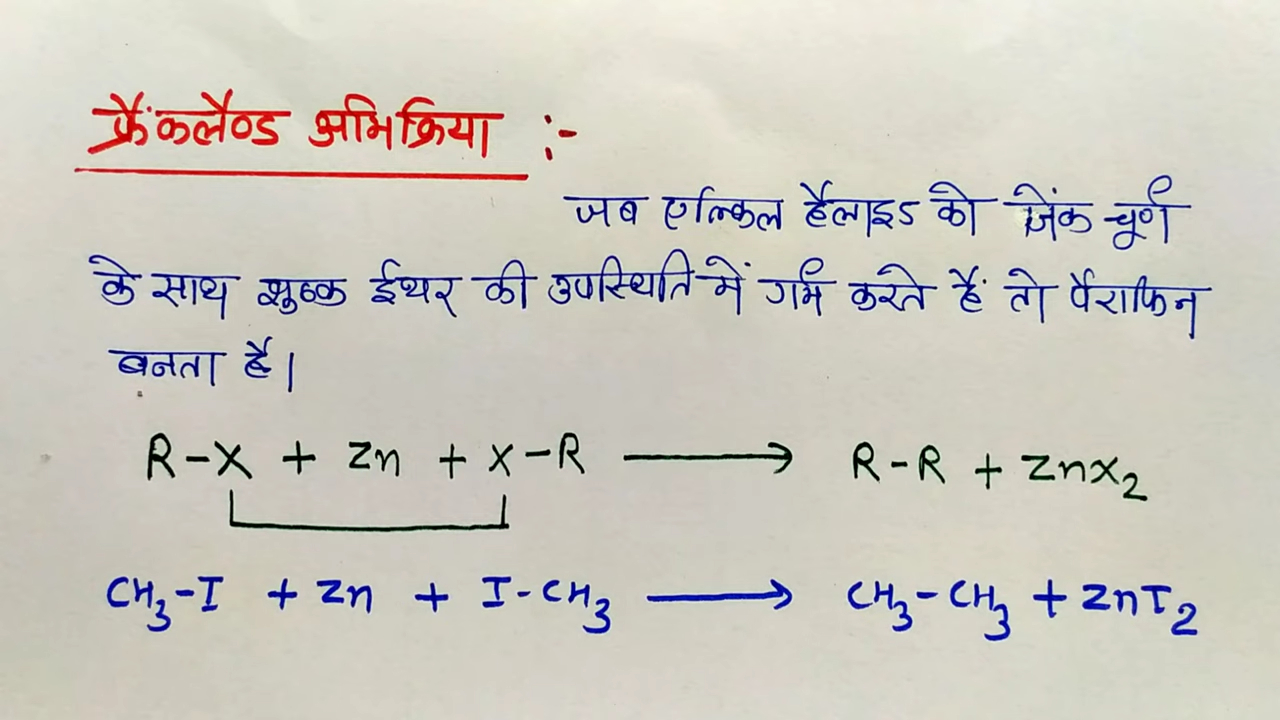 फ्रैंकलैण्ड अभिक्रिया :-
जब एल्किल हैलाइड को जिंक चूर्ण
के साथ शुष्क ईथर की उपस्थिति में गर्म करते हैं तो पैराफिन
बनता है।
R-X + Zn + X-R ⟶ R-R + ZnX₂
CH₃-I + Zn + I-CH₃ ⟶ CH₃-CH₃ + ZnI₂